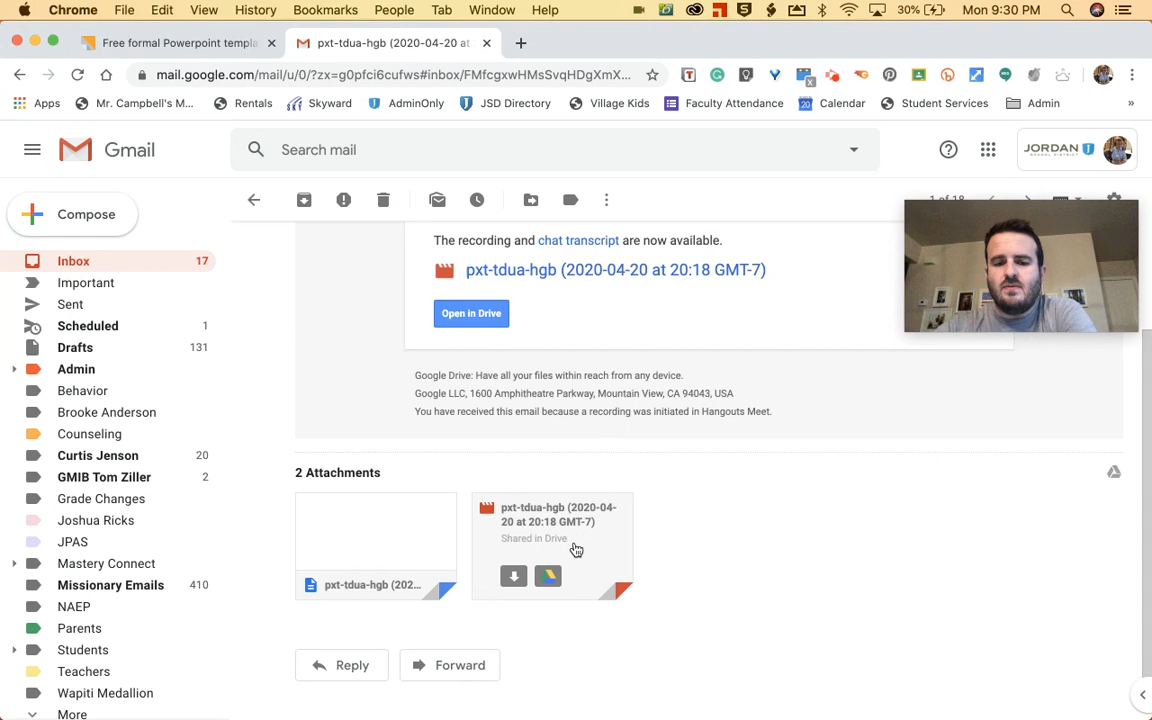 Chrome File Edit View History Bookmarks People Tab Window Help 30% Mon 9:30 PM
Free formal Powerpoint templa
pxt-tdua-hgb (2020-04-20 at
mail.google.com/mail/u/0/?zx=g0pfci6cufws#inbox/FMfcgxwHMsSvqHDgXmX...
Apps Mr. Campbell's M... Rentals Skyward AdminOnly JSD Directory Village Kids Faculty Attendance Calendar Student Services Admin »
Gmail
Search mail
JORDAN
Compose
1 of 18
Inbox 17
Important
Sent
Scheduled 1
Drafts 131
Admin
Behavior
Brooke Anderson
Counseling
Curtis Jenson 20
GMIB Tom Ziller 2
Grade Changes
Joshua Ricks
JPAS
Mastery Connect
Missionary Emails 410
NAEP
Parents
Students
Teachers
Wapiti Medallion
More
The recording and chat transcript are now available.
pxt-tdua-hgb (2020-04-20 at 20:18 GMT-7)
Open in Drive
Google Drive: Have all your files within reach from any device.
Google LLC, 1600 Amphitheatre Parkway, Mountain View, CA 94043, USA
You have received this email because a recording was initiated in Hangouts Meet.
2 Attachments
pxt-tdua-hgb (202...
pxt-tdua-hgb (2020-04-
20 at 20:18 GMT-7)
Shared in Drive
Reply
Forward